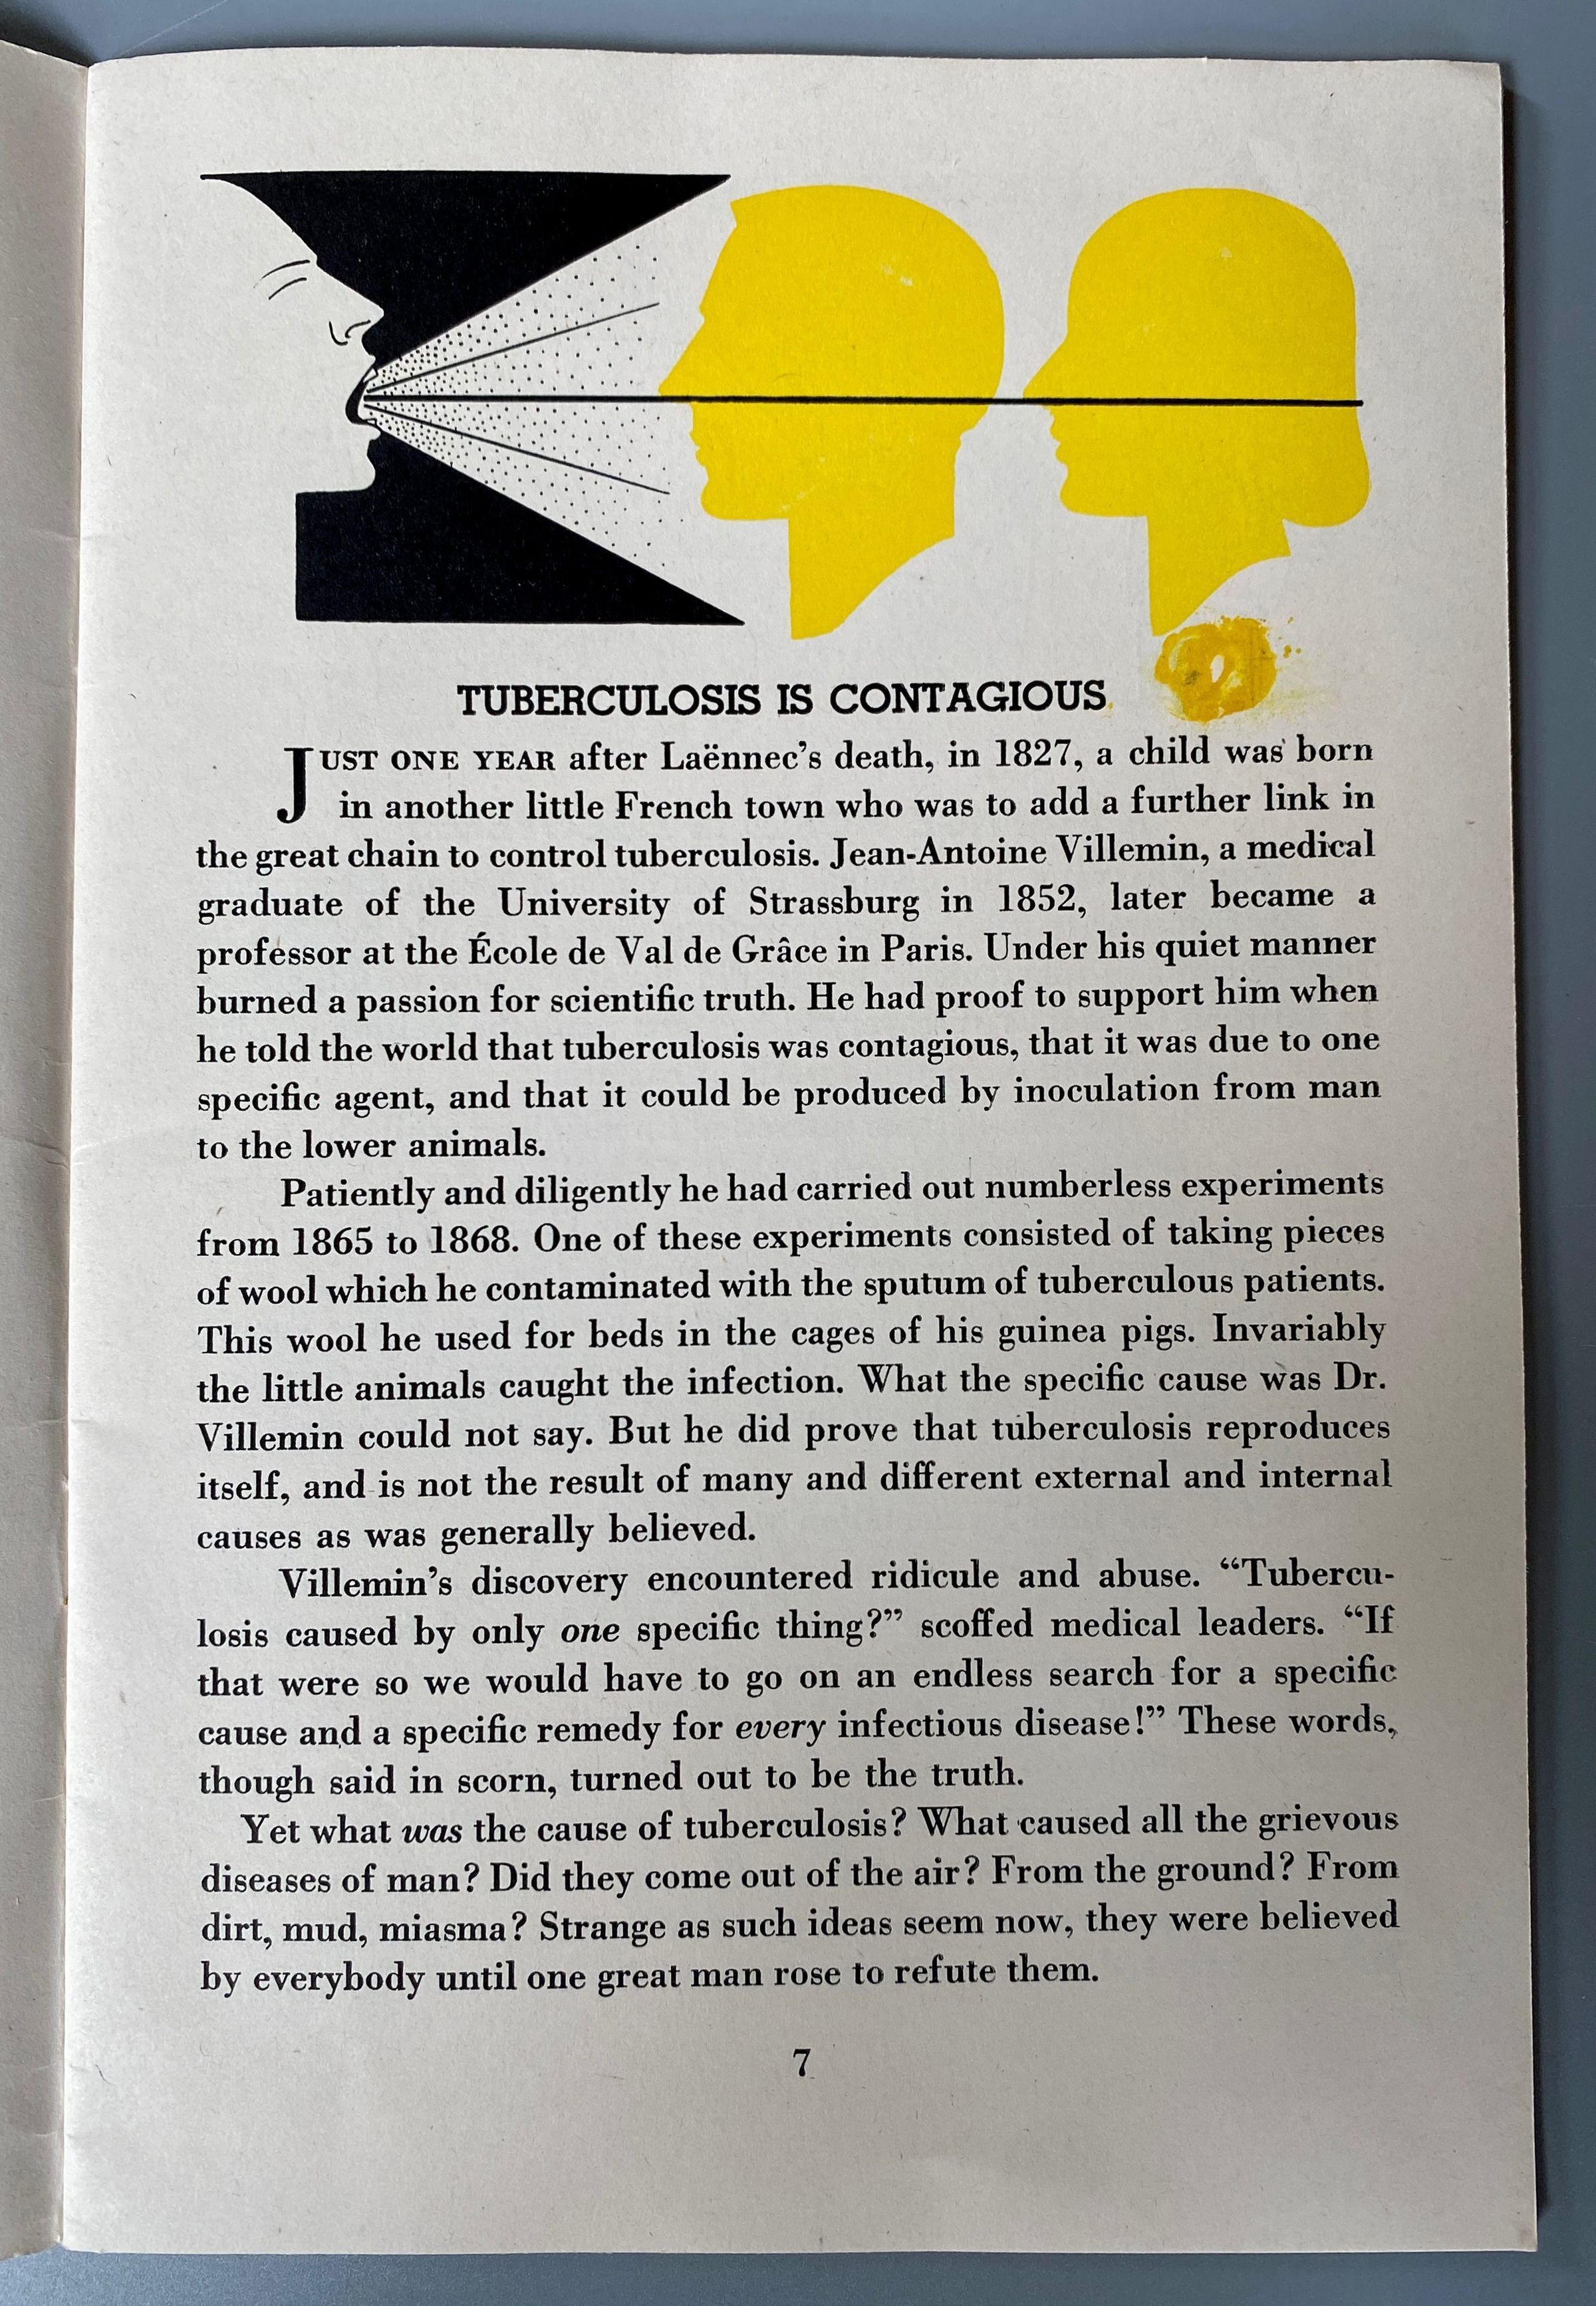 TUBERCULOSIS IS CONTAGIOUS
JUST ONE YEAR after Laënnec's death, in 1827, a child was born
in another little French town who was to add a further link in
the great chain to control tuberculosis. Jean-Antoine Villemin, a medical
graduate of the University of Strassburg in 1852, later became a
professor at the École de Val de Grâce in Paris. Under his quiet manner
burned a passion for scientific truth. He had proof to support him when
he told the world that tuberculosis was contagious, that it was due to one
specific agent, and that it could be produced by inoculation from man
to the lower animals.
Patiently and diligently he had carried out numberless experiments
from 1865 to 1868. One of these experiments consisted of taking pieces
of wool which he contaminated with the sputum of tuberculous patients.
This wool he used for beds in the cages of his guinea pigs. Invariably
the little animals caught the infection. What the specific cause was Dr.
Villemin could not say. But he did prove that tuberculosis reproduces
itself, and is not the result of many and different external and internal
causes as was generally believed.
Villemin's discovery encountered ridicule and abuse. “Tubercu-
losis caused by only one specific thing?” scoffed medical leaders. “If
that were so we would have to go on an endless search for a specific
cause and a specific remedy for every infectious disease!” These words,
though said in scorn, turned out to be the truth.
Yet what was the cause of tuberculosis? What caused all the grievous
diseases of man? Did they come out of the air? From the ground? From
dirt, mud, miasma? Strange as such ideas seem now, they were believed
by everybody until one great man rose to refute them.
7